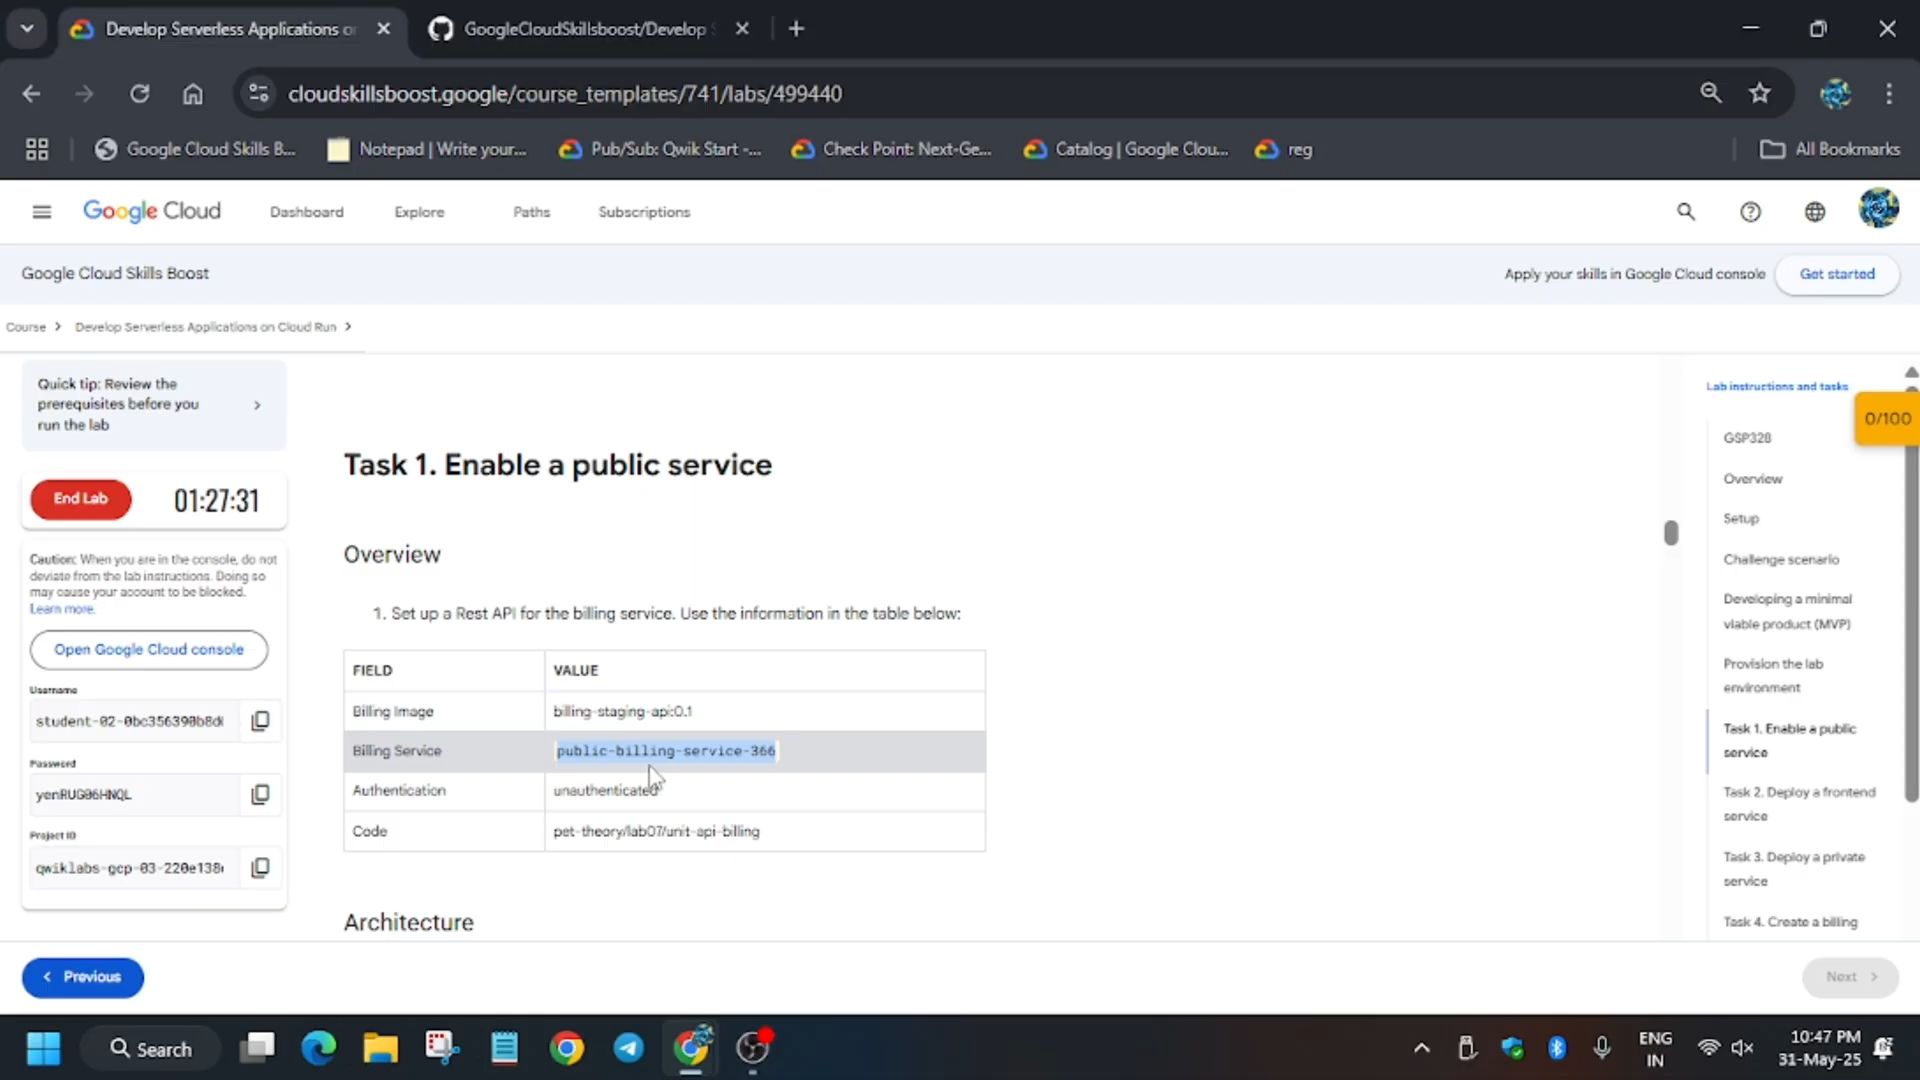 Develop Serverless Applications or
GoogleCloudSkillsboost/Develop S
cloudskillsboost.google/course_templates/741/labs/499440
Google Cloud Skills B...
Notepad | Write your...
Pub/Sub: Qwik Start -...
Check Point: Next-Ge...
Catalog | Google Clou...
reg
All Bookmarks
Google Cloud
Dashboard
Explore
Paths
Subscriptions
Google Cloud Skills Boost
Apply your skills in Google Cloud console
Get started
Course > Develop Serverless Applications on Cloud Run >
Quick tip: Review the
prerequisites before you
run the lab
End Lab
01:27:31
Caution: When you are in the console, do not
deviate from the lab instructions. Doing so
may cause your account to be blocked.
Learn more.
Open Google Cloud console
Username
student-02-0bc356390b8d
Password
yenRUG06HNQL
Project ID
qwiklabs-gcp-03-220e138
Task 1. Enable a public service
Overview
1. Set up a Rest API for the billing service. Use the information in the table below:
FIELD VALUE
Billing Image billing-staging-api:0.1
Billing Service public-billing-service-366
Authentication unauthenticated
Code pet-theory/lab07/unit-api-billing
Architecture
Lab instructions and tasks
0/100
GSP328
Overview
Setup
Challenge scenario
Developing a minimal
viable product (MVP)
Provision the lab
environment
Task 1. Enable a public
service
Task 2. Deploy a frontend
service
Task 3. Deploy a private
service
Task 4. Create a billing
Previous
Next
Search
ENG
IN
10:47 PM
31-May-25